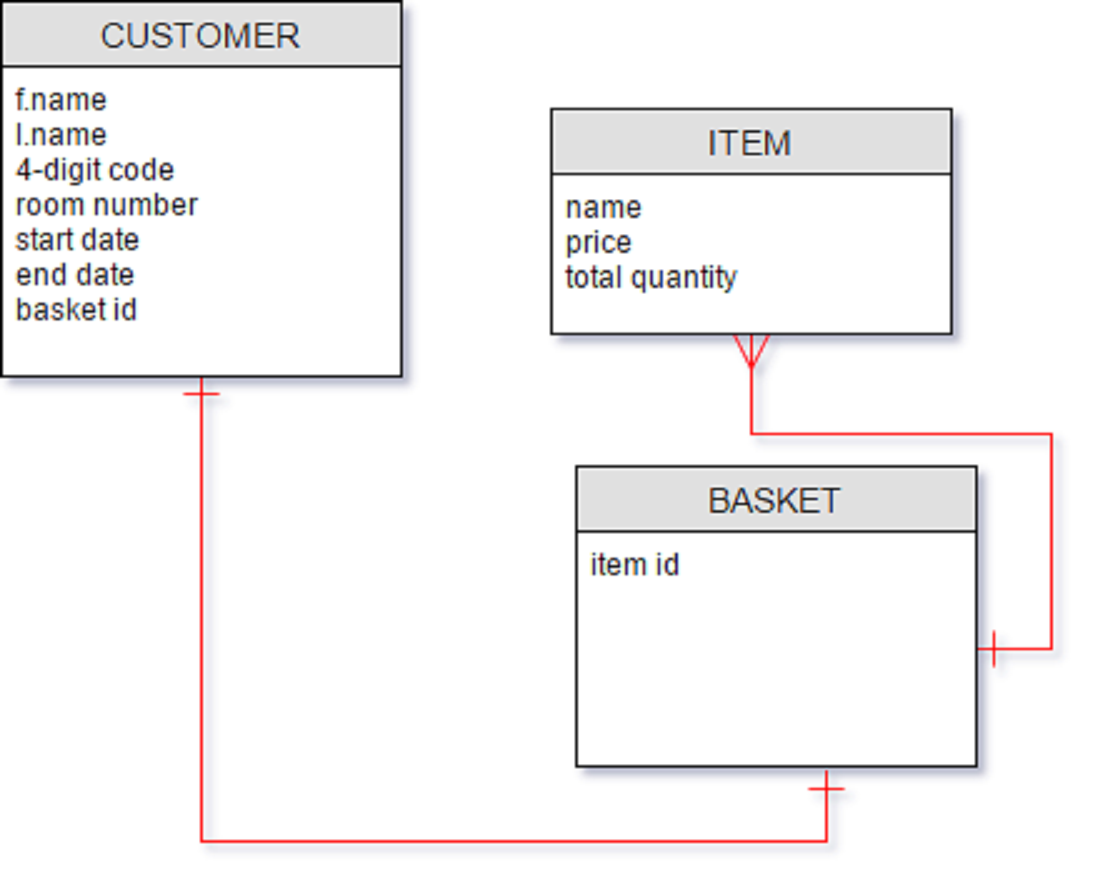 CUSTOMER
f.name
l.name
4-digit code
room number
start date
end date
basket id
ITEM
name
price
total quantity
BASKET
item id